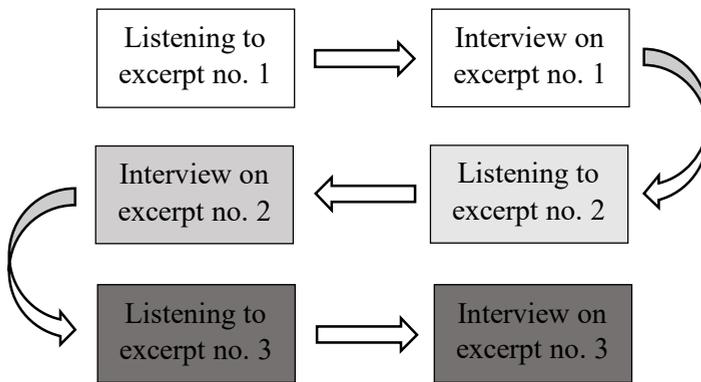 Listening to
excerpt no. 1
Interview on
excerpt no. 1
Listening to
excerpt no. 2
Interview on
excerpt no. 2
Listening to
excerpt no. 3
Interview on
excerpt no. 3